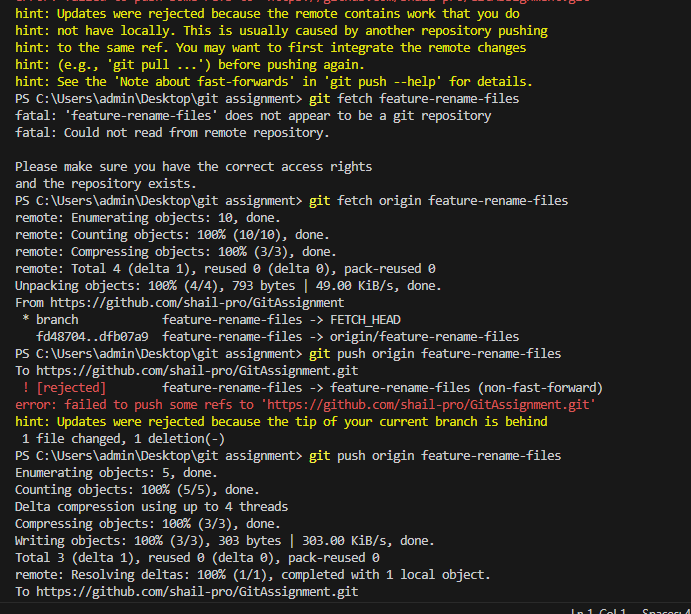 hint: Updates were rejected because the remote contains work that you do
hint: not have locally. This is usually caused by another repository pushing
hint: to the same ref. You may want to first integrate the remote changes
hint: (e.g., 'git pull ...') before pushing again.
hint: See the 'Note about fast-forwards' in 'git push --help' for details.
PS C:\Users\admin\Desktop\git assignment> git fetch feature-rename-files
fatal: 'feature-rename-files' does not appear to be a git repository
fatal: Could not read from remote repository.

Please make sure you have the correct access rights
and the repository exists.
PS C:\Users\admin\Desktop\git assignment> git fetch origin feature-rename-files
remote: Enumerating objects: 10, done.
remote: Counting objects: 100% (10/10), done.
remote: Compressing objects: 100% (3/3), done.
remote: Total 4 (delta 1), reused 0 (delta 0), pack-reused 0
Unpacking objects: 100% (4/4), 793 bytes | 49.00 KiB/s, done.
From https://github.com/shail-pro/GitAssignment
 * branch            feature-rename-files -> FETCH_HEAD
   fd48704..dfb07a9  feature-rename-files -> origin/feature-rename-files
PS C:\Users\admin\Desktop\git assignment> git push origin feature-rename-files
To https://github.com/shail-pro/GitAssignment.git
 ! [rejected]        feature-rename-files -> feature-rename-files (non-fast-forward)
error: failed to push some refs to 'https://github.com/shail-pro/GitAssignment.git'
hint: Updates were rejected because the tip of your current branch is behind
 1 file changed, 1 deletion(-)
PS C:\Users\admin\Desktop\git assignment> git push origin feature-rename-files
Enumerating objects: 5, done.
Counting objects: 100% (5/5), done.
Delta compression using up to 4 threads
Compressing objects: 100% (3/3), done.
Writing objects: 100% (3/3), 303 bytes | 303.00 KiB/s, done.
Total 3 (delta 1), reused 0 (delta 0), pack-reused 0
remote: Resolving deltas: 100% (1/1), completed with 1 local object.
To https://github.com/shail-pro/GitAssignment.git